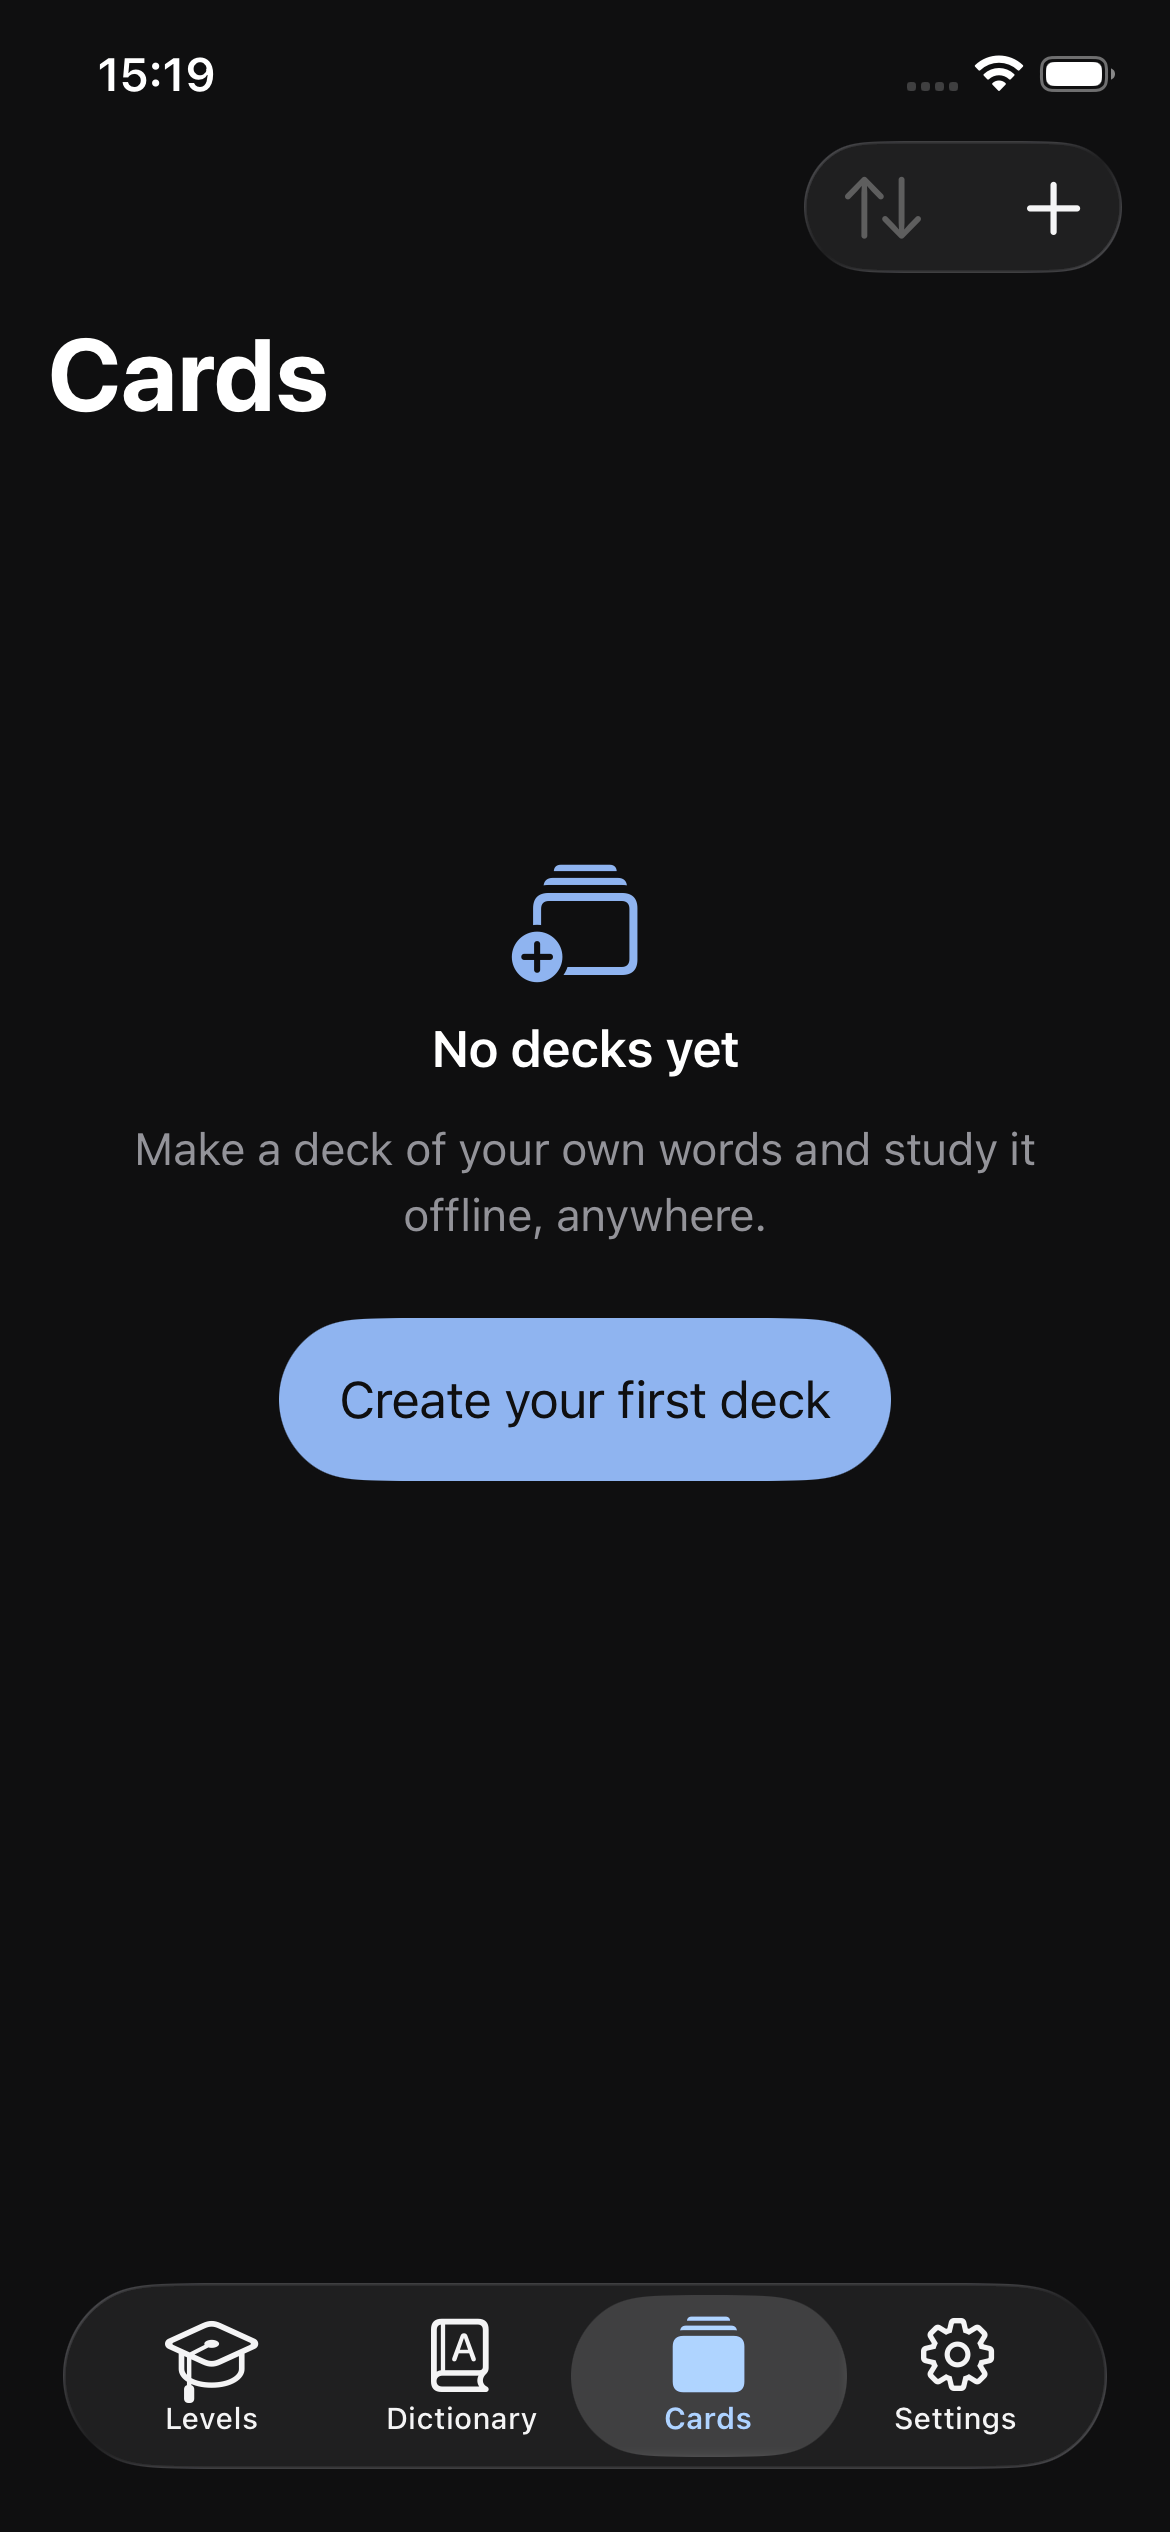 15:19
Cards
No decks yet
Make a deck of your own words and study it
offline, anywhere.
Create your first deck
A
Levels
Dictionary
Cards
Settings